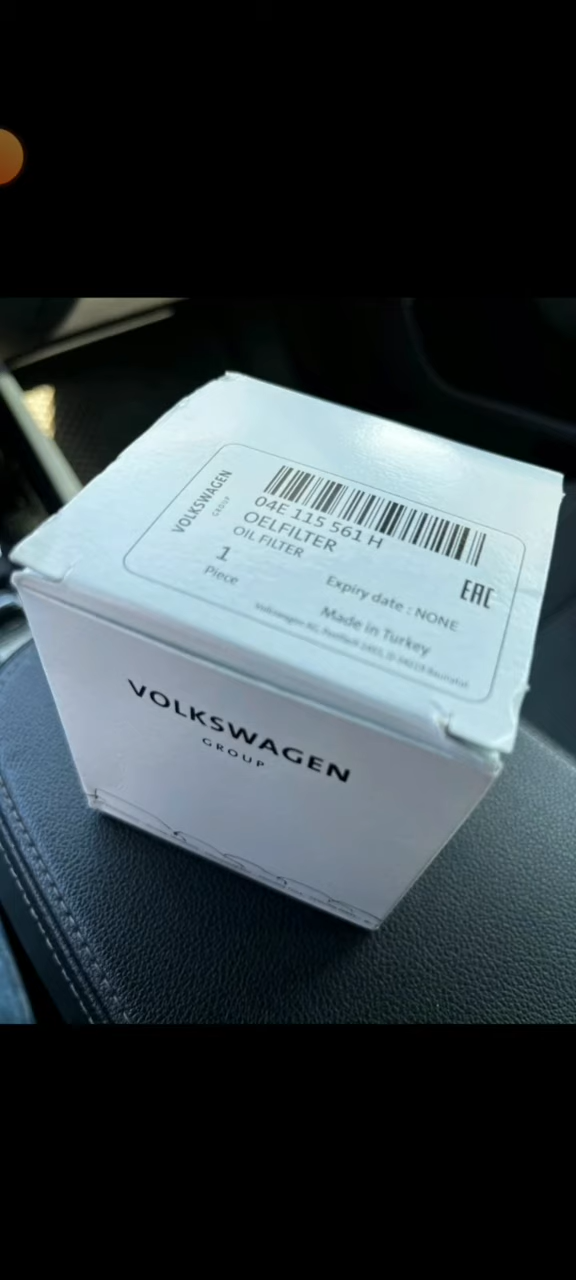 VOLKSWAGEN
GROUP
04E 115 561 H
OELFILTER
OIL FILTER
1
Piece
Expiry date : NONE
EAC
Made in Turkey
VOLKSWAGEN
GROUP